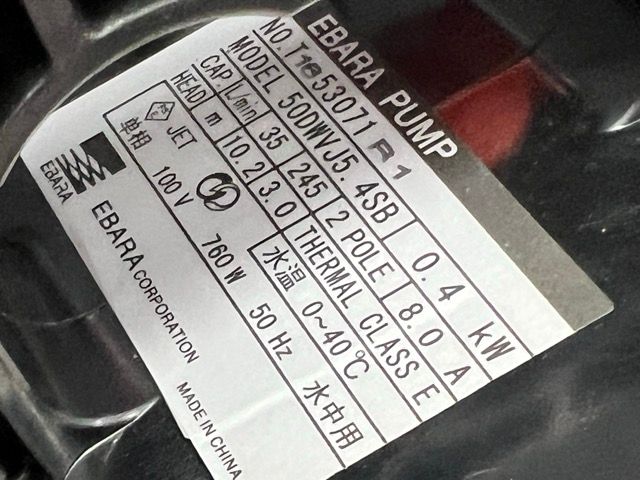 EBARA PUMP
NO. T1853071 R1
MODEL 50DWVJ5.4SB 0.4 kW
CAP. L/min 35 245 2 POLE 8.0 A
HEAD m 10.2 3.0 THERMAL CLASS E
PS E JET 水温 0~40℃
単相 100 V 760 W 50 Hz 水中用
EBARA
EBARA CORPORATION MADE IN CHINA